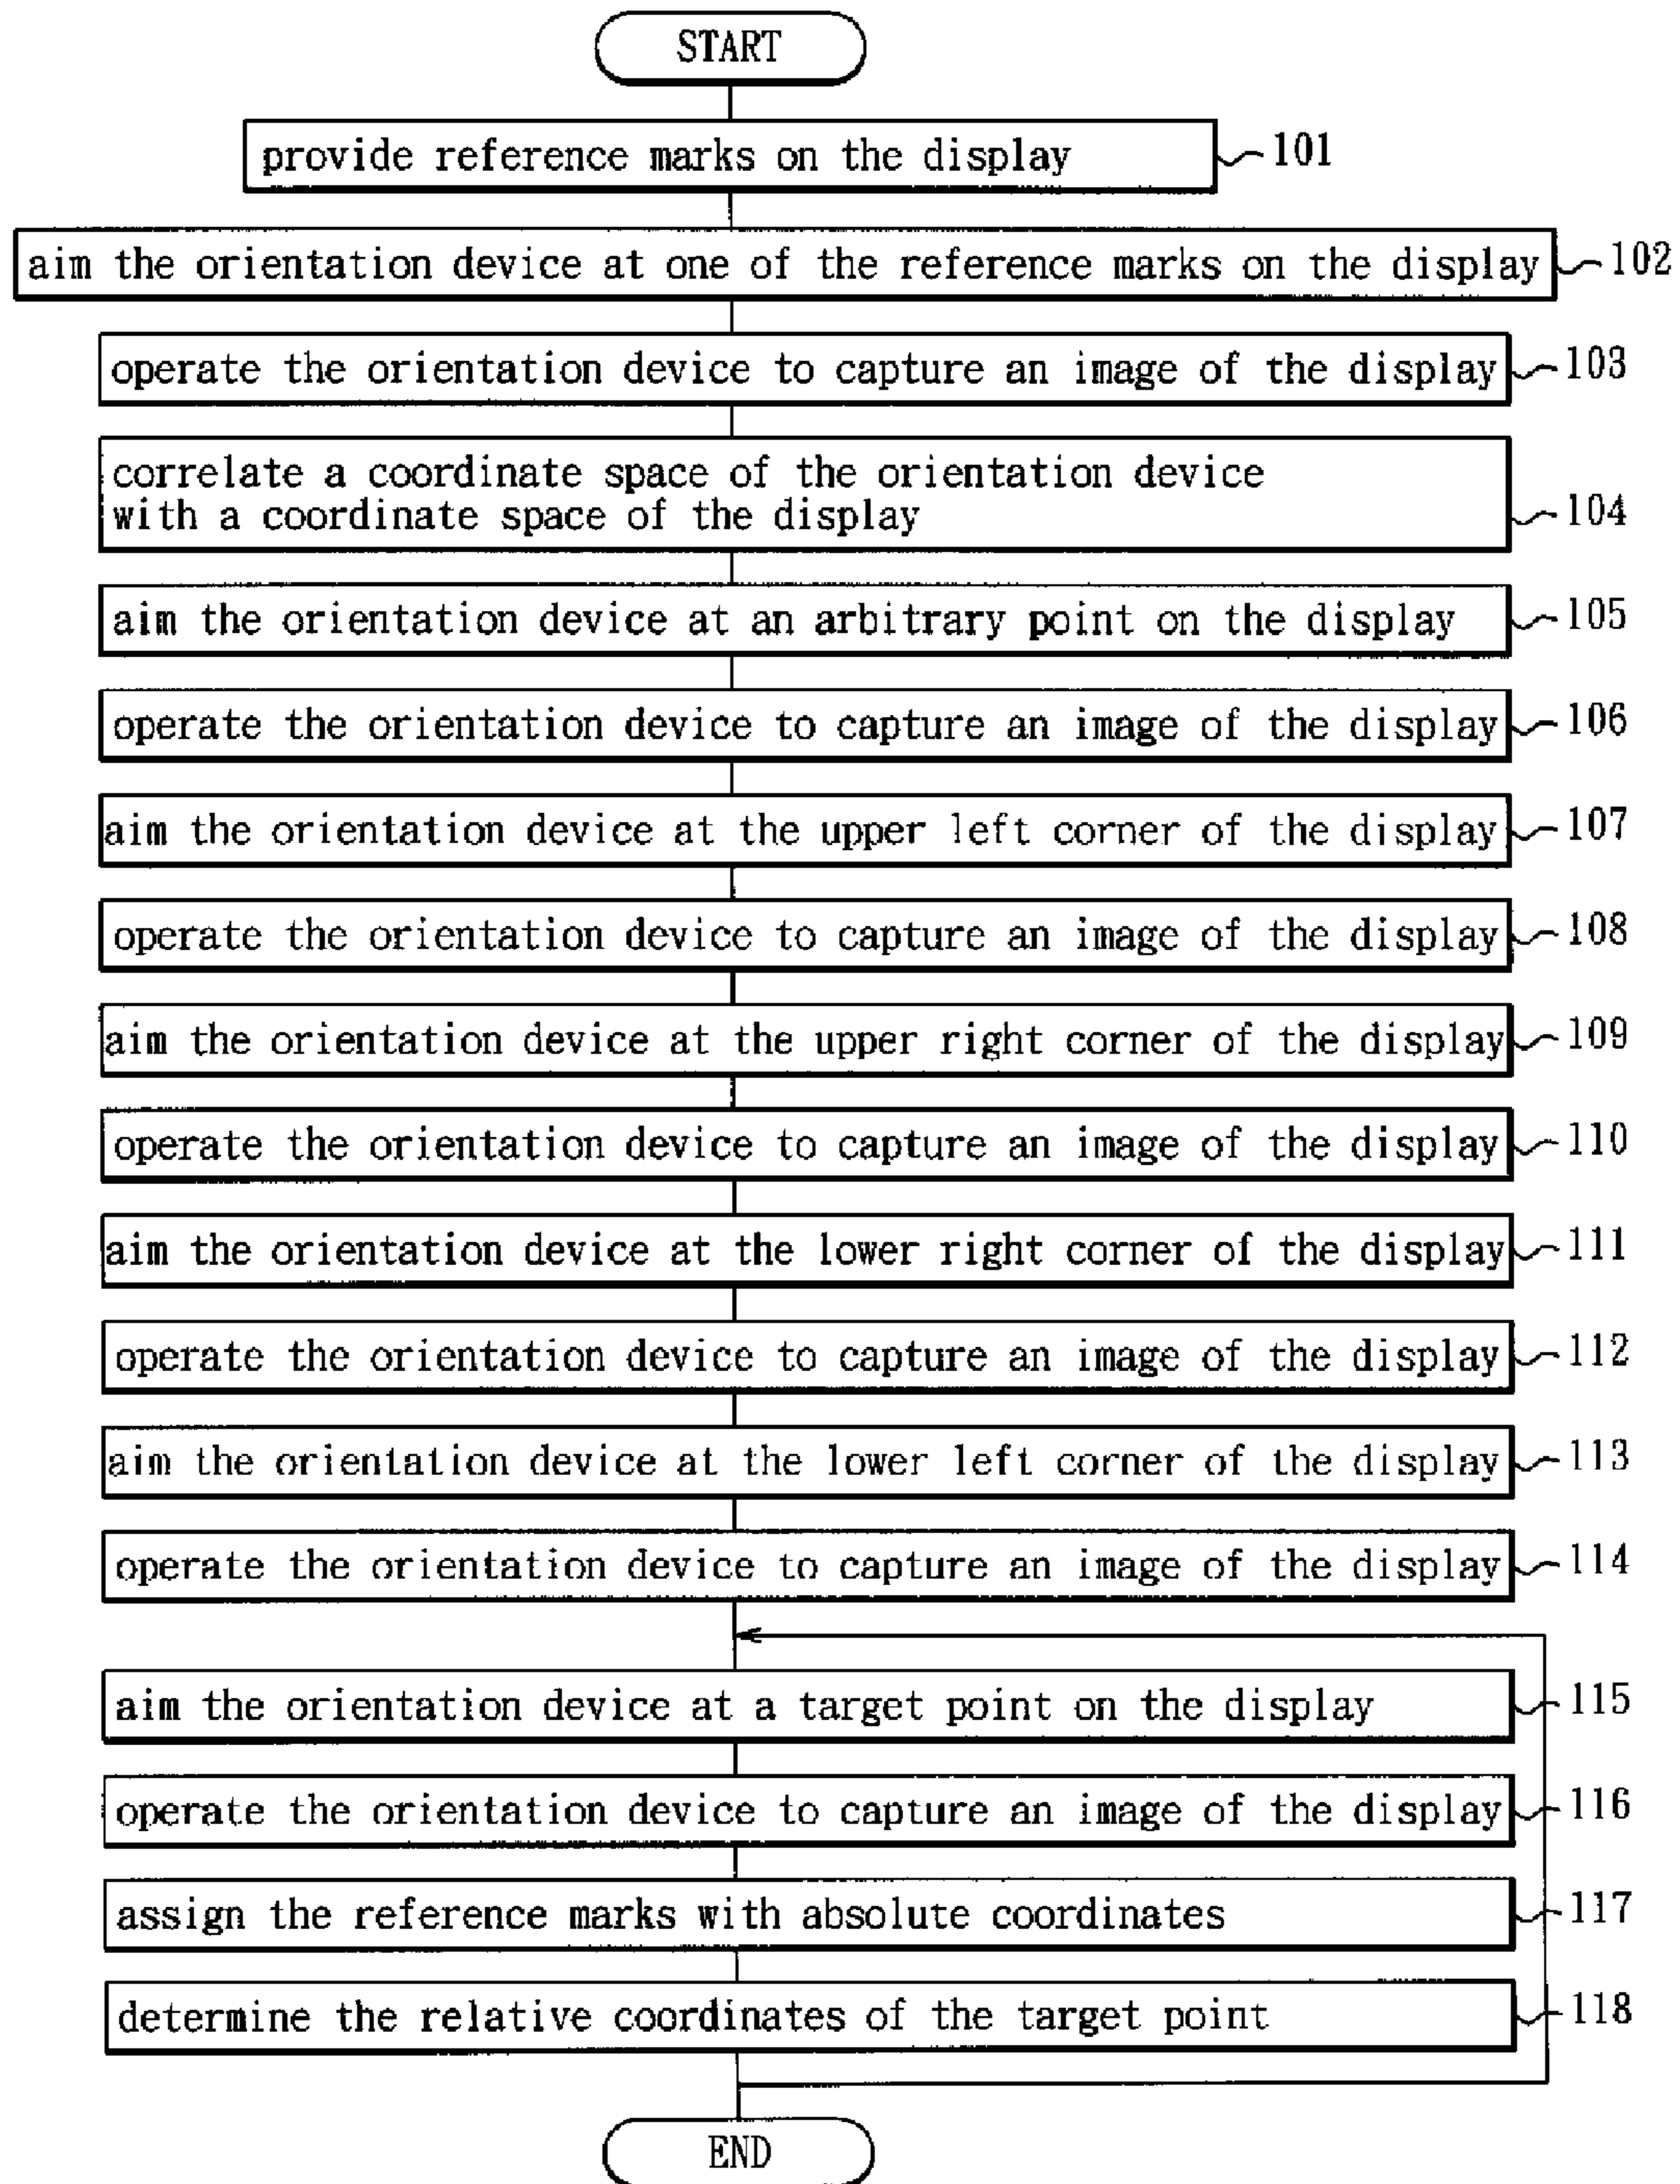 START
provide reference marks on the display 101
aim the orientation device at one of the reference marks on the display 102
operate the orientation device to capture an image of the display 103
correlate a coordinate space of the orientation device
with a coordinate space of the display 104
aim the orientation device at an arbitrary point on the display 105
operate the orientation device to capture an image of the display 106
aim the orientation device at the upper left corner of the display 107
operate the orientation device to capture an image of the display 108
aim the orientation device at the upper right corner of the display 109
operate the orientation device to capture an image of the display 110
aim the orientation device at the lower right corner of the display 111
operate the orientation device to capture an image of the display 112
aim the orientation device at the lower left corner of the display 113
operate the orientation device to capture an image of the display 114
aim the orientation device at a target point on the display 115
operate the orientation device to capture an image of the display 116
assign the reference marks with absolute coordinates 117
determine the relative coordinates of the target point 118
END